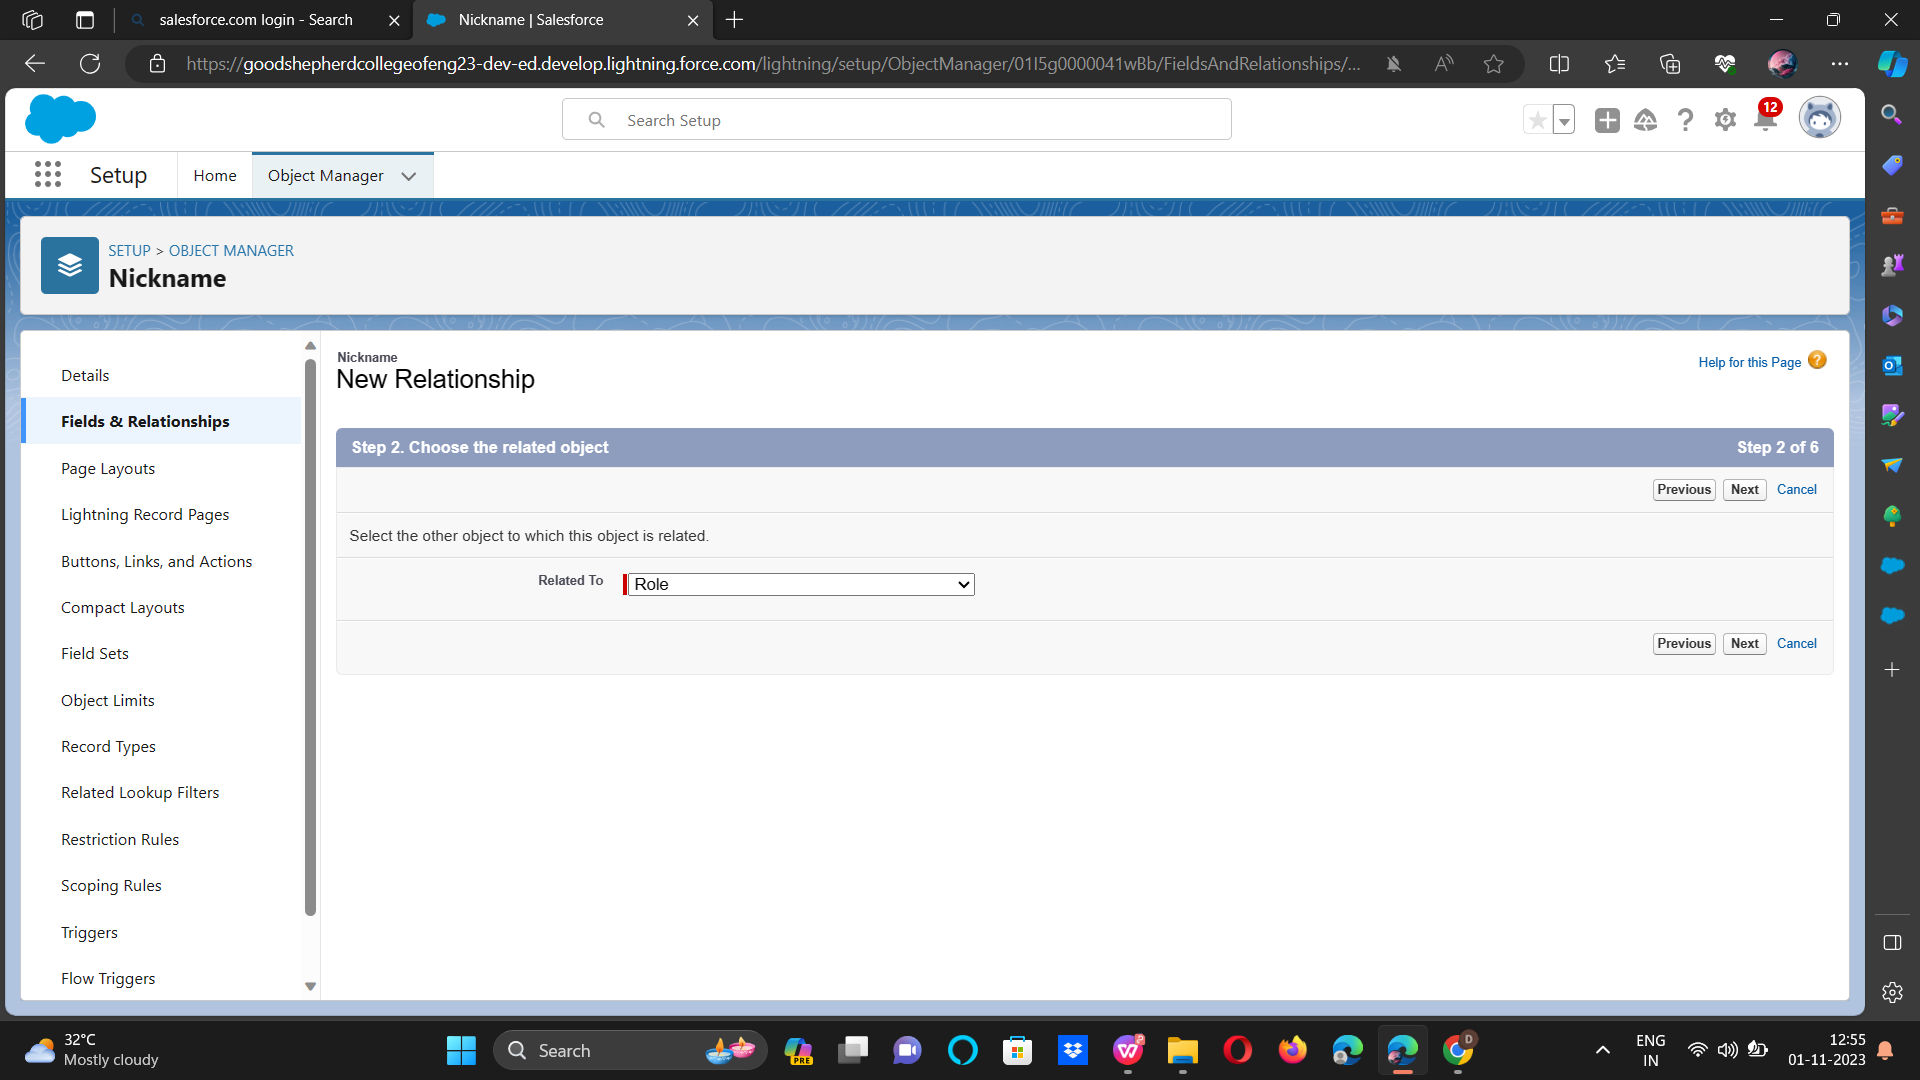 salesforce.com login - Search
Nickname | Salesforce
https://goodshepherdcollegeofeng23-dev-ed.develop.lightning.force.com/lightning/setup/ObjectManager/01I5g0000041wBb/FieldsAndRelationships/...
Search Setup
12
Setup
Home
Object Manager
SETUP > OBJECT MANAGER
Nickname
Details
Fields & Relationships
Page Layouts
Lightning Record Pages
Buttons, Links, and Actions
Compact Layouts
Field Sets
Object Limits
Record Types
Related Lookup Filters
Restriction Rules
Scoping Rules
Triggers
Flow Triggers
Nickname
New Relationship
Help for this Page
Step 2. Choose the related object
Step 2 of 6
Previous Next Cancel
Select the other object to which this object is related.
Related To
Role
Previous Next Cancel
32°C
Mostly cloudy
Search
PRE
D
ENG
IN
12:55
01-11-2023